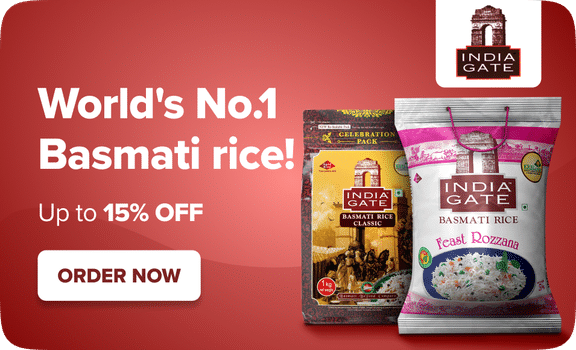 World's No.1
Basmati rice!
Up to 15% OFF
ORDER NOW
INDIA
GATE
CELEBRATION
PACK
INDIA
GATE
BASMATI RICE
CLASSIC
1 kg
INDIA
GATE
BASMATI RICE
Feast Rozzana